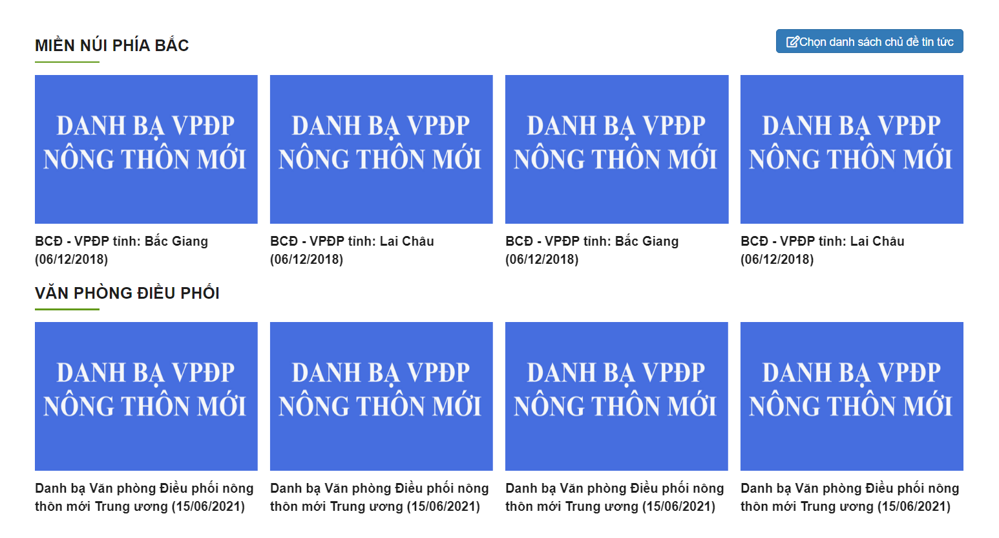 MIỀN NÚI PHÍA BẮC
Chọn danh sách chủ đề tin tức
DANH BẠ VPĐP
NÔNG THÔN MỚI
DANH BẠ VPĐP
NÔNG THÔN MỚI
DANH BẠ VPĐP
NÔNG THÔN MỚI
DANH BẠ VPĐP
NÔNG THÔN MỚI
BCĐ - VPĐP tỉnh: Bắc Giang
(06/12/2018)
BCĐ - VPĐP tỉnh: Lai Châu
(06/12/2018)
BCĐ - VPĐP tỉnh: Bắc Giang
(06/12/2018)
BCĐ - VPĐP tỉnh: Lai Châu
(06/12/2018)
VĂN PHÒNG ĐIỀU PHỐI
DANH BẠ VPĐP
NÔNG THÔN MỚI
DANH BẠ VPĐP
NÔNG THÔN MỚI
DANH BẠ VPĐP
NÔNG THÔN MỚI
DANH BẠ VPĐP
NÔNG THÔN MỚI
Danh bạ Văn phòng Điều phối nông
thôn mới Trung ương (15/06/2021)
Danh bạ Văn phòng Điều phối nông
thôn mới Trung ương (15/06/2021)
Danh bạ Văn phòng Điều phối nông
thôn mới Trung ương (15/06/2021)
Danh bạ Văn phòng Điều phối nông
thôn mới Trung ương (15/06/2021)